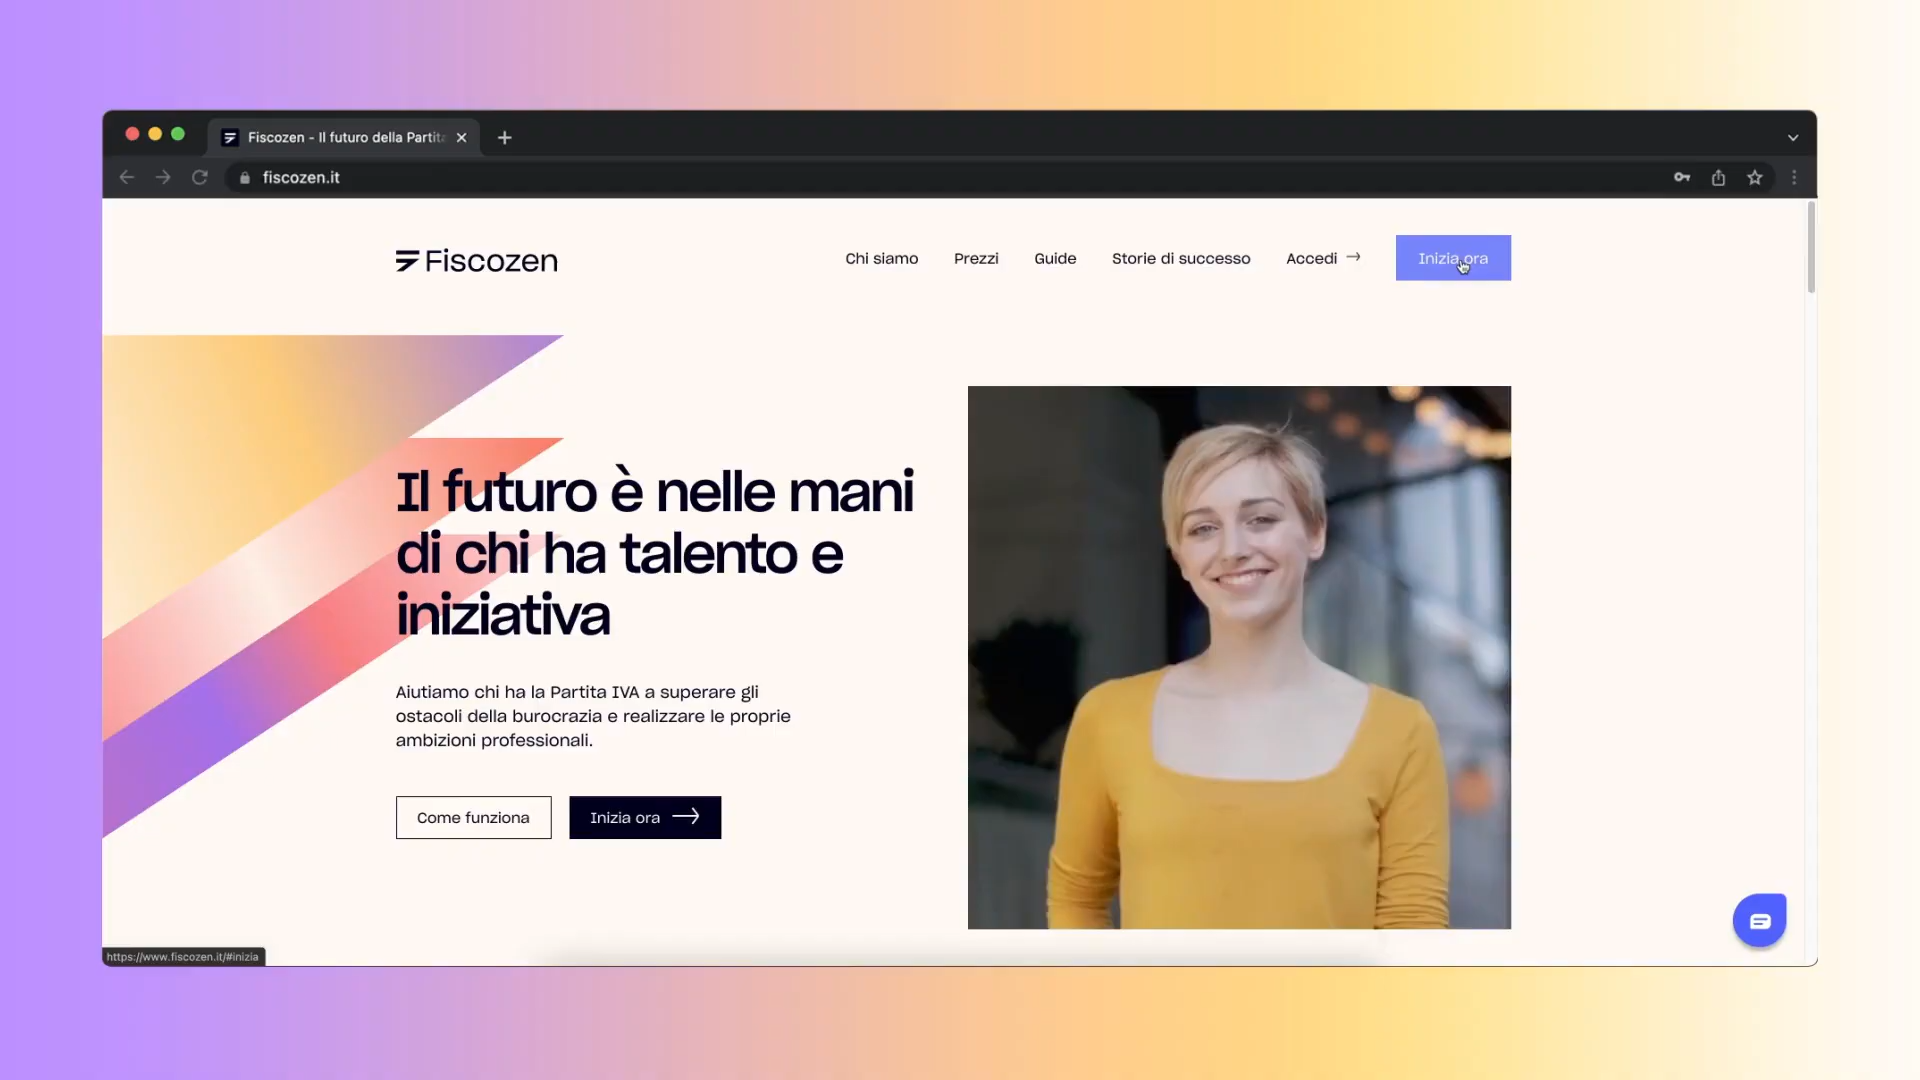 Fiscozen - Il futuro della Partit
fiscozen.it
Fiscozen
Chi siamo
Prezzi
Guide
Storie di successo
Accedi →
Inizia ora
Il futuro è nelle mani
di chi ha talento e
iniziativa
Aiutiamo chi ha la Partita IVA a superare gli
ostacoli della burocrazia e realizzare le proprie
ambizioni professionali.
Come funziona
Inizia ora →
https://www.fiscozen.it/#inizia